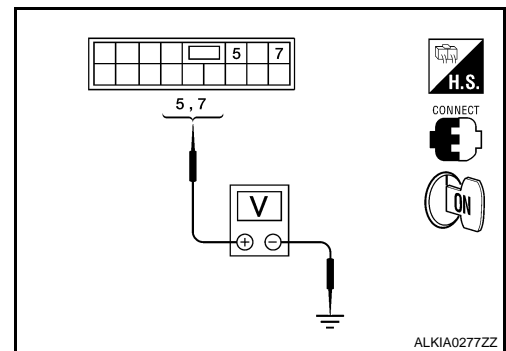 5 7
H.S.
5 , 7
CONNECT
V
ON
+ −
ALKIA0277ZZ